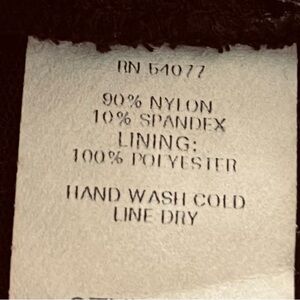 RN 54077
90% NYLON
10% SPANDEX
LINING:
100% POLYESTER
HAND WASH COLD
LINE DRY